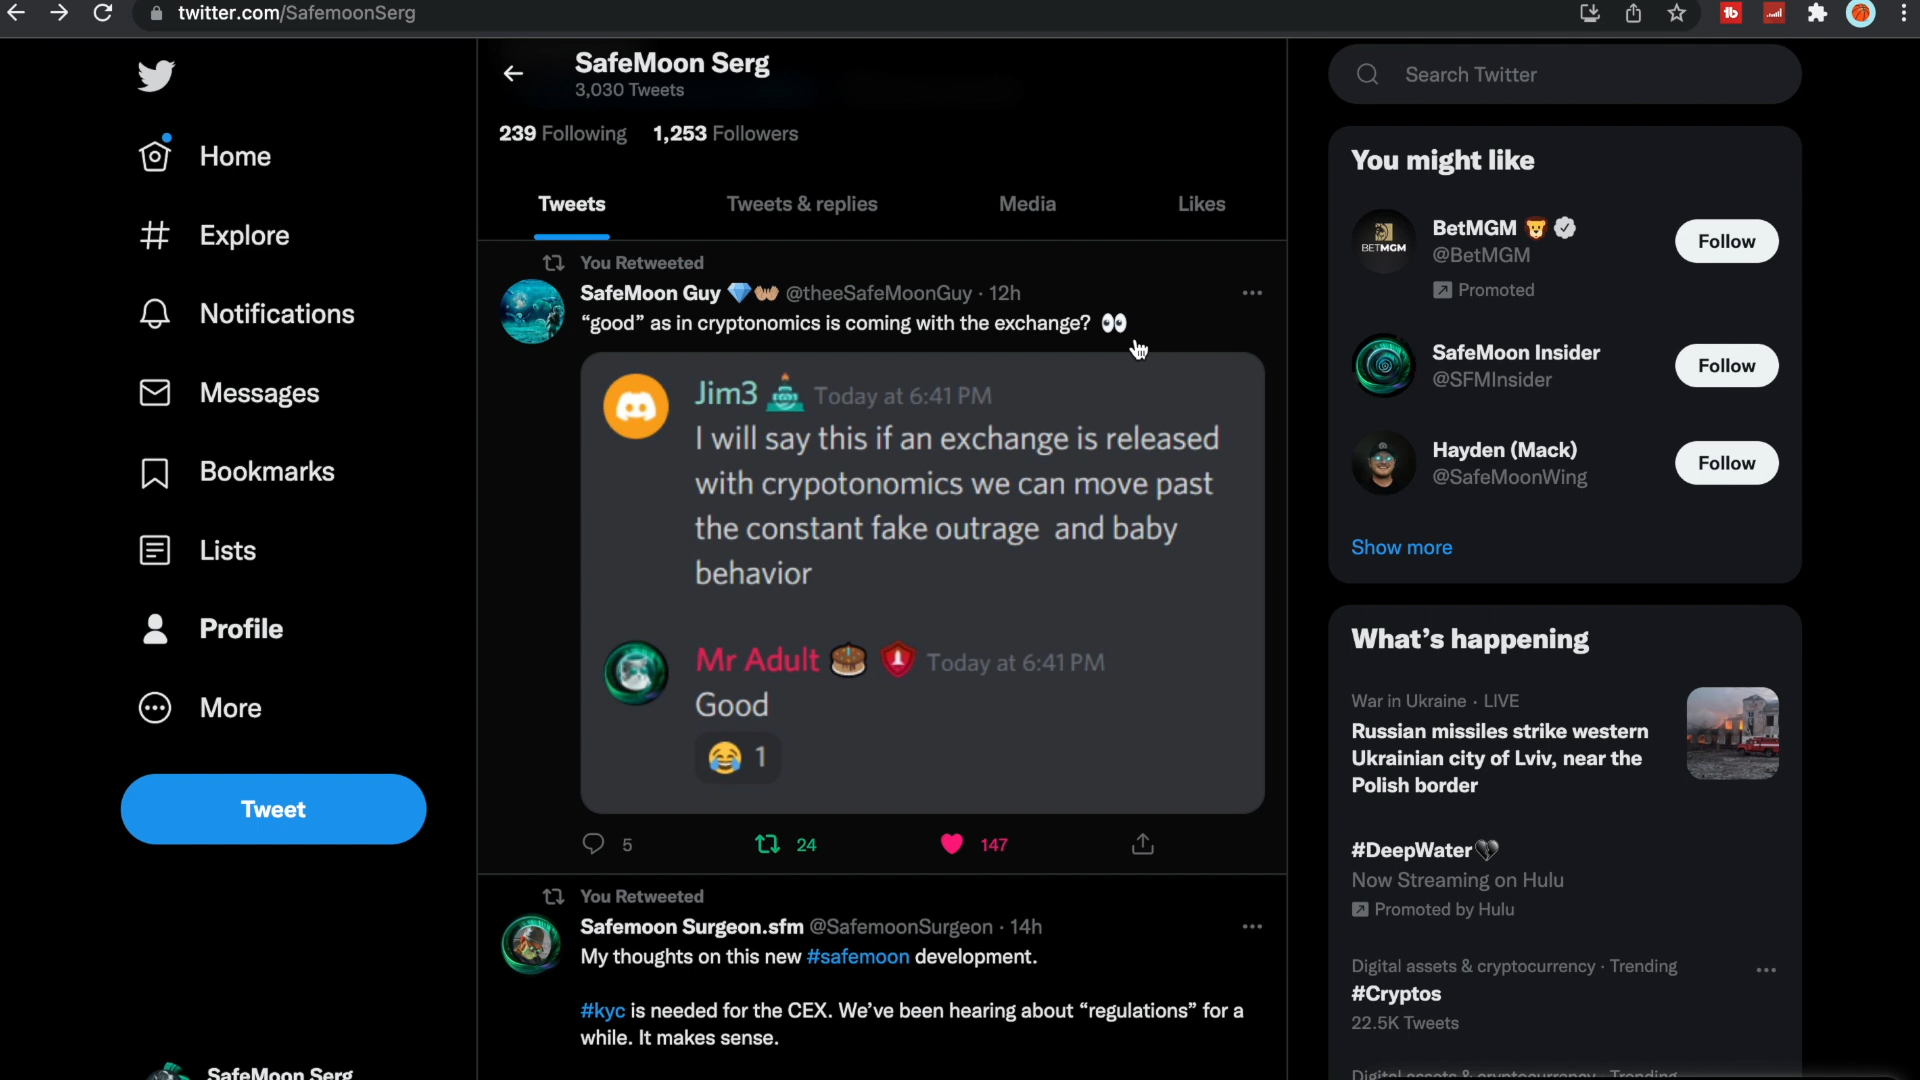 twitter.com/SafemoonSerg
SafeMoon Serg
3,030 Tweets
239 Following 1,253 Followers
Tweets Tweets & replies Media Likes
Home
Explore
Notifications
Messages
Bookmarks
Lists
Profile
More
Tweet
SafeMoon Serg
You Retweeted
SafeMoon Guy 💎👐🏽 @theeSafeMoonGuy · 12h
“good” as in cryptonomics is coming with the exchange? 👀
Jim3 Today at 6:41 PM
I will say this if an exchange is released
with crypotonomics we can move past
the constant fake outrage and baby
behavior
Mr Adult 🎂 Today at 6:41 PM
Good
😂 1
5 24 147
You Retweeted
Safemoon Surgeon.sfm @SafemoonSurgeon · 14h
My thoughts on this new #safemoon development.
#kyc is needed for the CEX. We’ve been hearing about “regulations” for a
while. It makes sense.
Search Twitter
You might like
BETMGM
BetMGM 🦁
@BetMGM
Promoted
Follow
SafeMoon Insider
@SFMInsider
Follow
Hayden (Mack)
@SafeMoonWing
Follow
Show more
What’s happening
War in Ukraine · LIVE
Russian missiles strike western
Ukrainian city of Lviv, near the
Polish border
#DeepWater💔
Now Streaming on Hulu
Promoted by Hulu
Digital assets & cryptocurrency · Trending
#Cryptos
22.5K Tweets
Digital assets & cryptocurrency · Trending